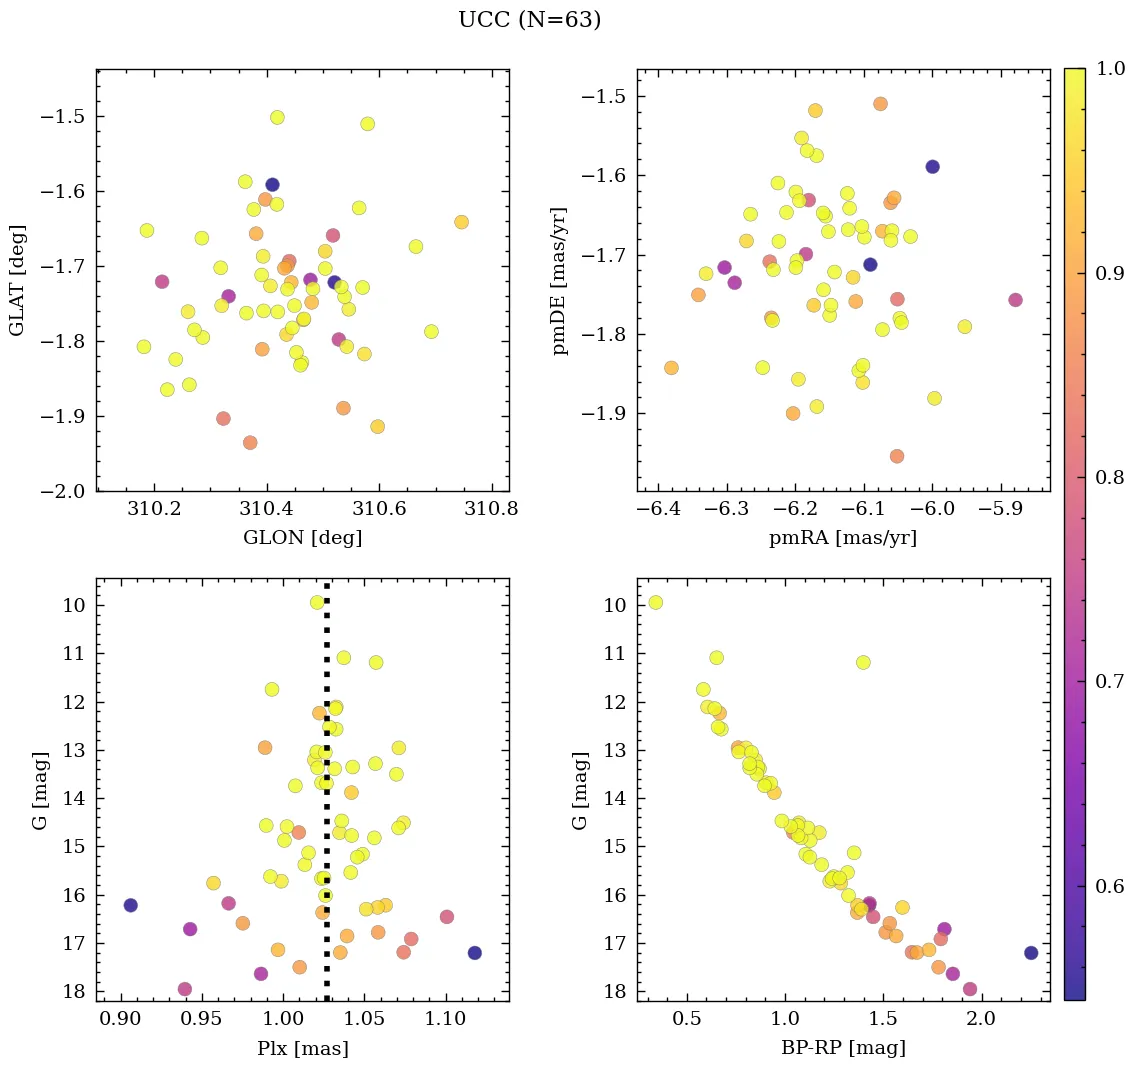 UCC (N=63)
−1.5
−1.6
−1.7
−1.8
−1.9
−2.0
GLAT [deg]
310.2 310.4 310.6 310.8
GLON [deg]
−1.5
−1.6
−1.7
−1.8
−1.9
pmDE [mas/yr]
−6.4 −6.3 −6.2 −6.1 −6.0 −5.9
pmRA [mas/yr]
1.0
0.9
0.8
0.7
0.6
10
11
12
13
14
15
16
17
18
G [mag]
0.90 0.95 1.00 1.05 1.10
Plx [mas]
10
11
12
13
14
15
16
17
18
G [mag]
0.5 1.0 1.5 2.0
BP-RP [mag]